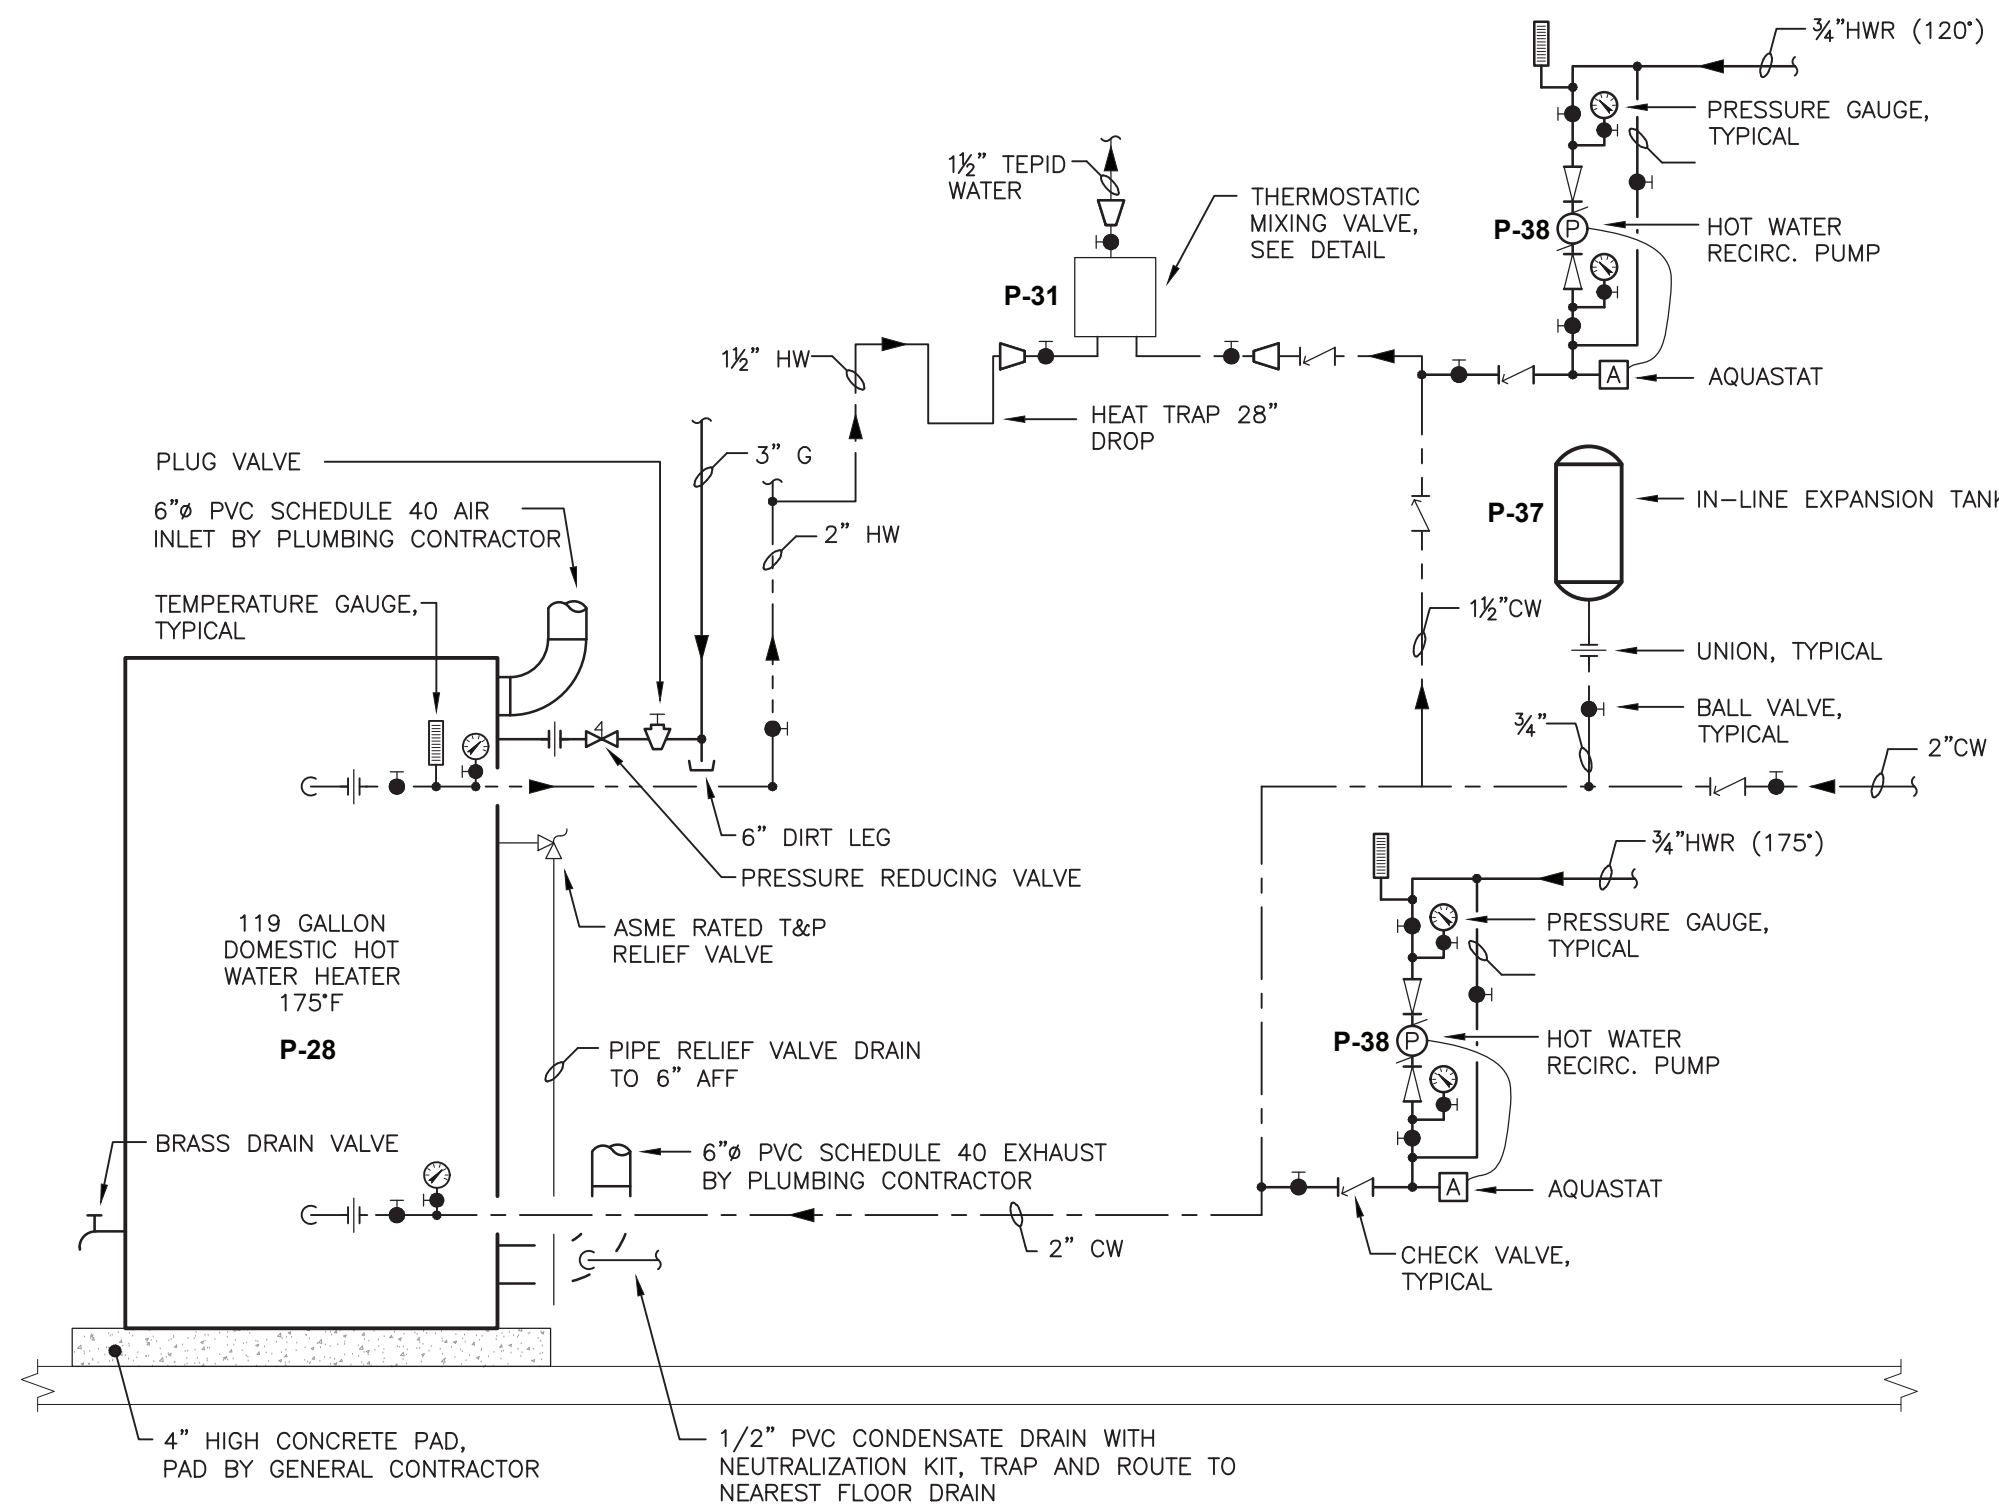 ¾”HWR (120°)
PRESSURE GAUGE,
TYPICAL
1½” TEPID
WATER
THERMOSTATIC
MIXING VALVE,
SEE DETAIL
P-38
P
HOT WATER
RECIRC. PUMP
P-31
1½” HW
A
AQUASTAT
HEAT TRAP 28”
DROP
3” G
PLUG VALVE
6”ø PVC SCHEDULE 40 AIR
INLET BY PLUMBING CONTRACTOR
2” HW
P-37
IN-LINE EXPANSION TANK
TEMPERATURE GAUGE,
TYPICAL
1½”CW
UNION, TYPICAL
BALL VALVE,
TYPICAL
¾”
2”CW
6” DIRT LEG
PRESSURE REDUCING VALVE
¾”HWR (175°)
ASME RATED T&P
RELIEF VALVE
119 GALLON
DOMESTIC HOT
WATER HEATER
175°F
P-28
PRESSURE GAUGE,
TYPICAL
P-38
P
HOT WATER
RECIRC. PUMP
PIPE RELIEF VALVE DRAIN
TO 6” AFF
BRASS DRAIN VALVE
6”ø PVC SCHEDULE 40 EXHAUST
BY PLUMBING CONTRACTOR
A
AQUASTAT
2” CW
CHECK VALVE,
TYPICAL
4” HIGH CONCRETE PAD,
PAD BY GENERAL CONTRACTOR
1/2” PVC CONDENSATE DRAIN WITH
NEUTRALIZATION KIT, TRAP AND ROUTE TO
NEAREST FLOOR DRAIN